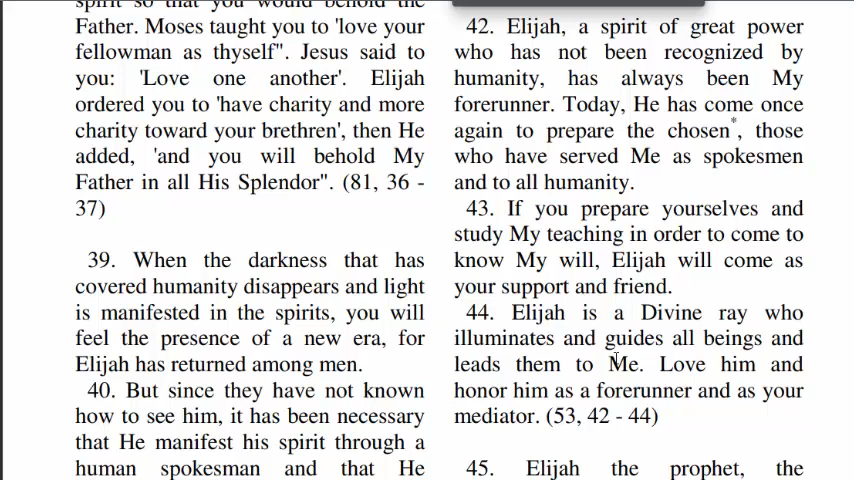 spirit so that you would behold the
Father. Moses taught you to 'love your
fellowman as thyself". Jesus said to
you: 'Love one another'. Elijah
ordered you to 'have charity and more
charity toward your brethren', then He
added, 'and you will behold My
Father in all His Splendor". (81, 36 -
37)
39. When the darkness that has
covered humanity disappears and light
is manifested in the spirits, you will
feel the presence of a new era, for
Elijah has returned among men.
40. But since they have not known
how to see him, it has been necessary
that He manifest his spirit through a
human spokesman and that He
42. Elijah, a spirit of great power
who has not been recognized by
humanity, has always been My
forerunner. Today, He has come once
again to prepare the chosen*, those
who have served Me as spokesmen
and to all humanity.
43. If you prepare yourselves and
study My teaching in order to come to
know My will, Elijah will come as
your support and friend.
44. Elijah is a Divine ray who
illuminates and guides all beings and
leads them to Me. Love him and
honor him as a forerunner and as your
mediator. (53, 42 - 44)
45. Elijah the prophet, the